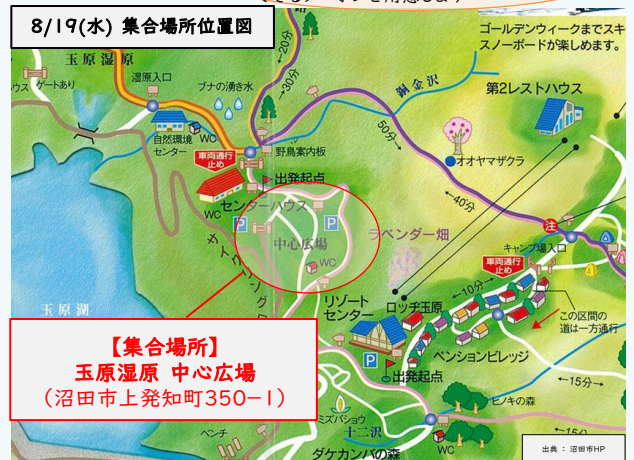 8/19(水) 集合場所位置図
ゴールデンウィークまでスキ
スノーボードが楽しめます。
玉原湿原
ゲートあり
湿原入口
ブナの湧き水
←20分
→30分
銅金沢
第2レストハウス
自然環境
センター
WC
野鳥案内板
50分→
オオヤマザクラ
車両通行
止め
出発起点
センターハウス
WC
←40分
P
P
中心広場
ラベンダー畑
注
キャンプ場入口
WC
サイクリング
車両通行
止め
玉原湖
リゾート
センター
ロッヂ玉原
←10分→
この区間の
道は一方通行
【集合場所】
玉原湿原 中心広場
(沼田市上発知町350-1)
P
ペンションビレッジ
出発起点
←15分→
ヒノキの森
ミズバショウ
十二沢
ベンチ
ダケカンバの森
WC
←15分
出典 : 沼田市HP